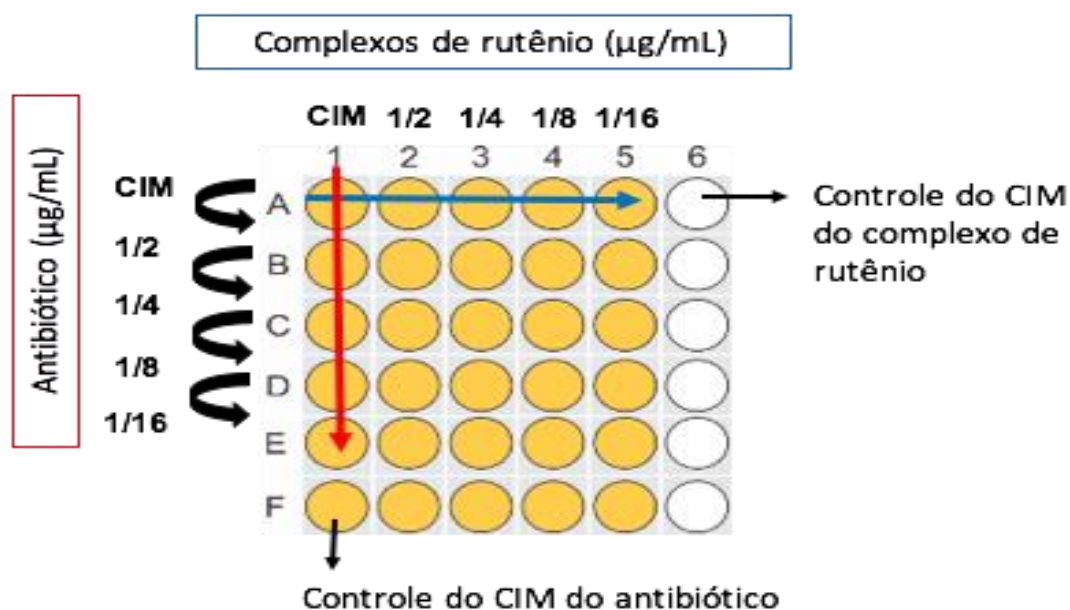 Complexos de rutênio (µg/mL)
Antibiótico (µg/mL)
CIM 1/2 1/4 1/8 1/16
1 2 3 4 5 6
CIM
A
1/2
B
1/4
C
1/8
D
1/16
E
F
Controle do CIM
do complexo de
rutênio
Controle do CIM do antibiótico